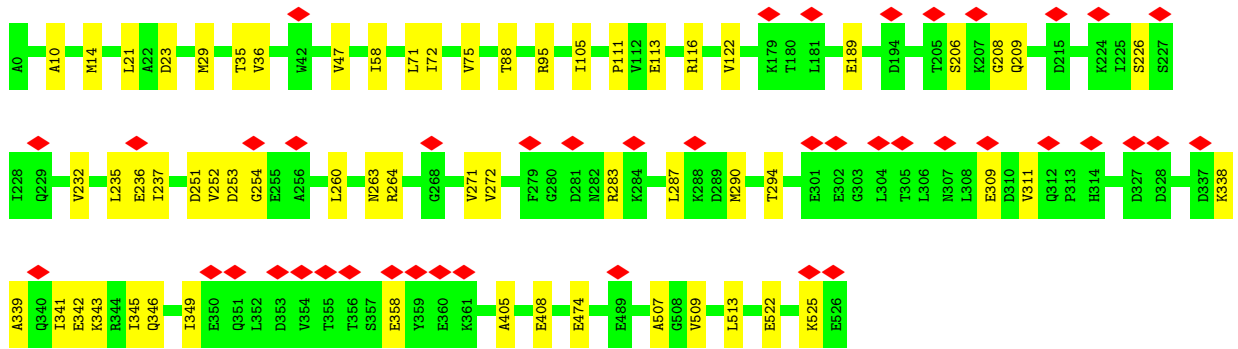 A0 A10 M14 L21 A22 D23 M29 T35 V36 W42 V47 I58 L71 I72 V75 T88 R95 I105 P111 V112 E113 R116 V122 K179 T180 L181 E189 D194 T205 S206 K207 G208 Q209 D215 K224 I225 S226 S227
I228 Q229 V232 L235 E236 I237 D251 V252 D253 G254 E255 A256 L260 N263 R264 G268 V271 V272 F279 G280 D281 N282 R283 K284 L287 K288 D289 M290 T294 E301 E302 G303 L304 T305 L306 N307 L308 E309 D310 V311 Q312 P313 H314 D327 D328 D337 K338
A339 Q340 I341 E342 K343 R344 I345 Q346 I349 E350 Q351 L352 D353 V354 T355 T356 S357 E358 Y359 E360 K361 A405 E408 E474 E489 A507 G508 V509 L513 E522 K525 E526